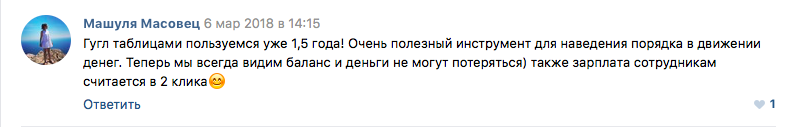 Машуля Масовец 6 мар 2018 в 14:15
Гугл таблицами пользуемся уже 1,5 года! Очень полезный инструмент для наведения порядка в движении
денег. Теперь мы всегда видим баланс и деньги не могут потеряться) также зарплата сотрудникам
считается в 2 клика😊
Ответить 1